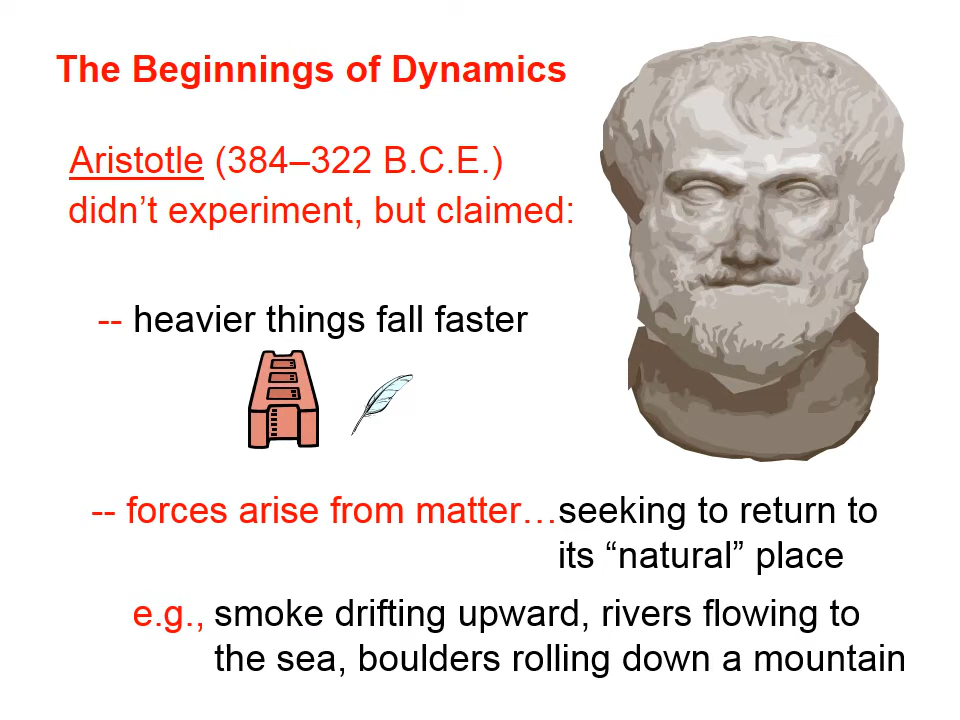 The Beginnings of Dynamics
Aristotle (384–322 B.C.E.)
didn’t experiment, but claimed:
-- heavier things fall faster
-- forces arise from matter…seeking to return to
its “natural” place
e.g., smoke drifting upward, rivers flowing to
the sea, boulders rolling down a mountain